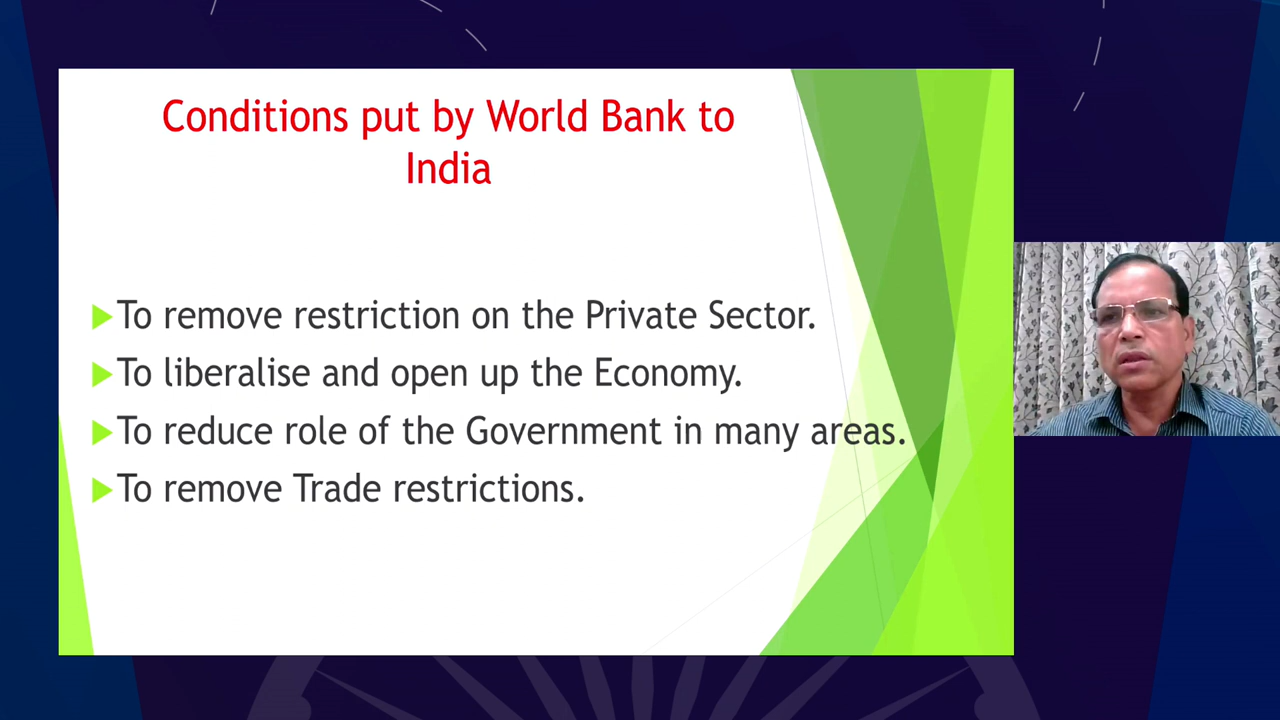 Conditions put by World Bank to
India
To remove restriction on the Private Sector.
To liberalise and open up the Economy.
To reduce role of the Government in many areas.
To remove Trade restrictions.